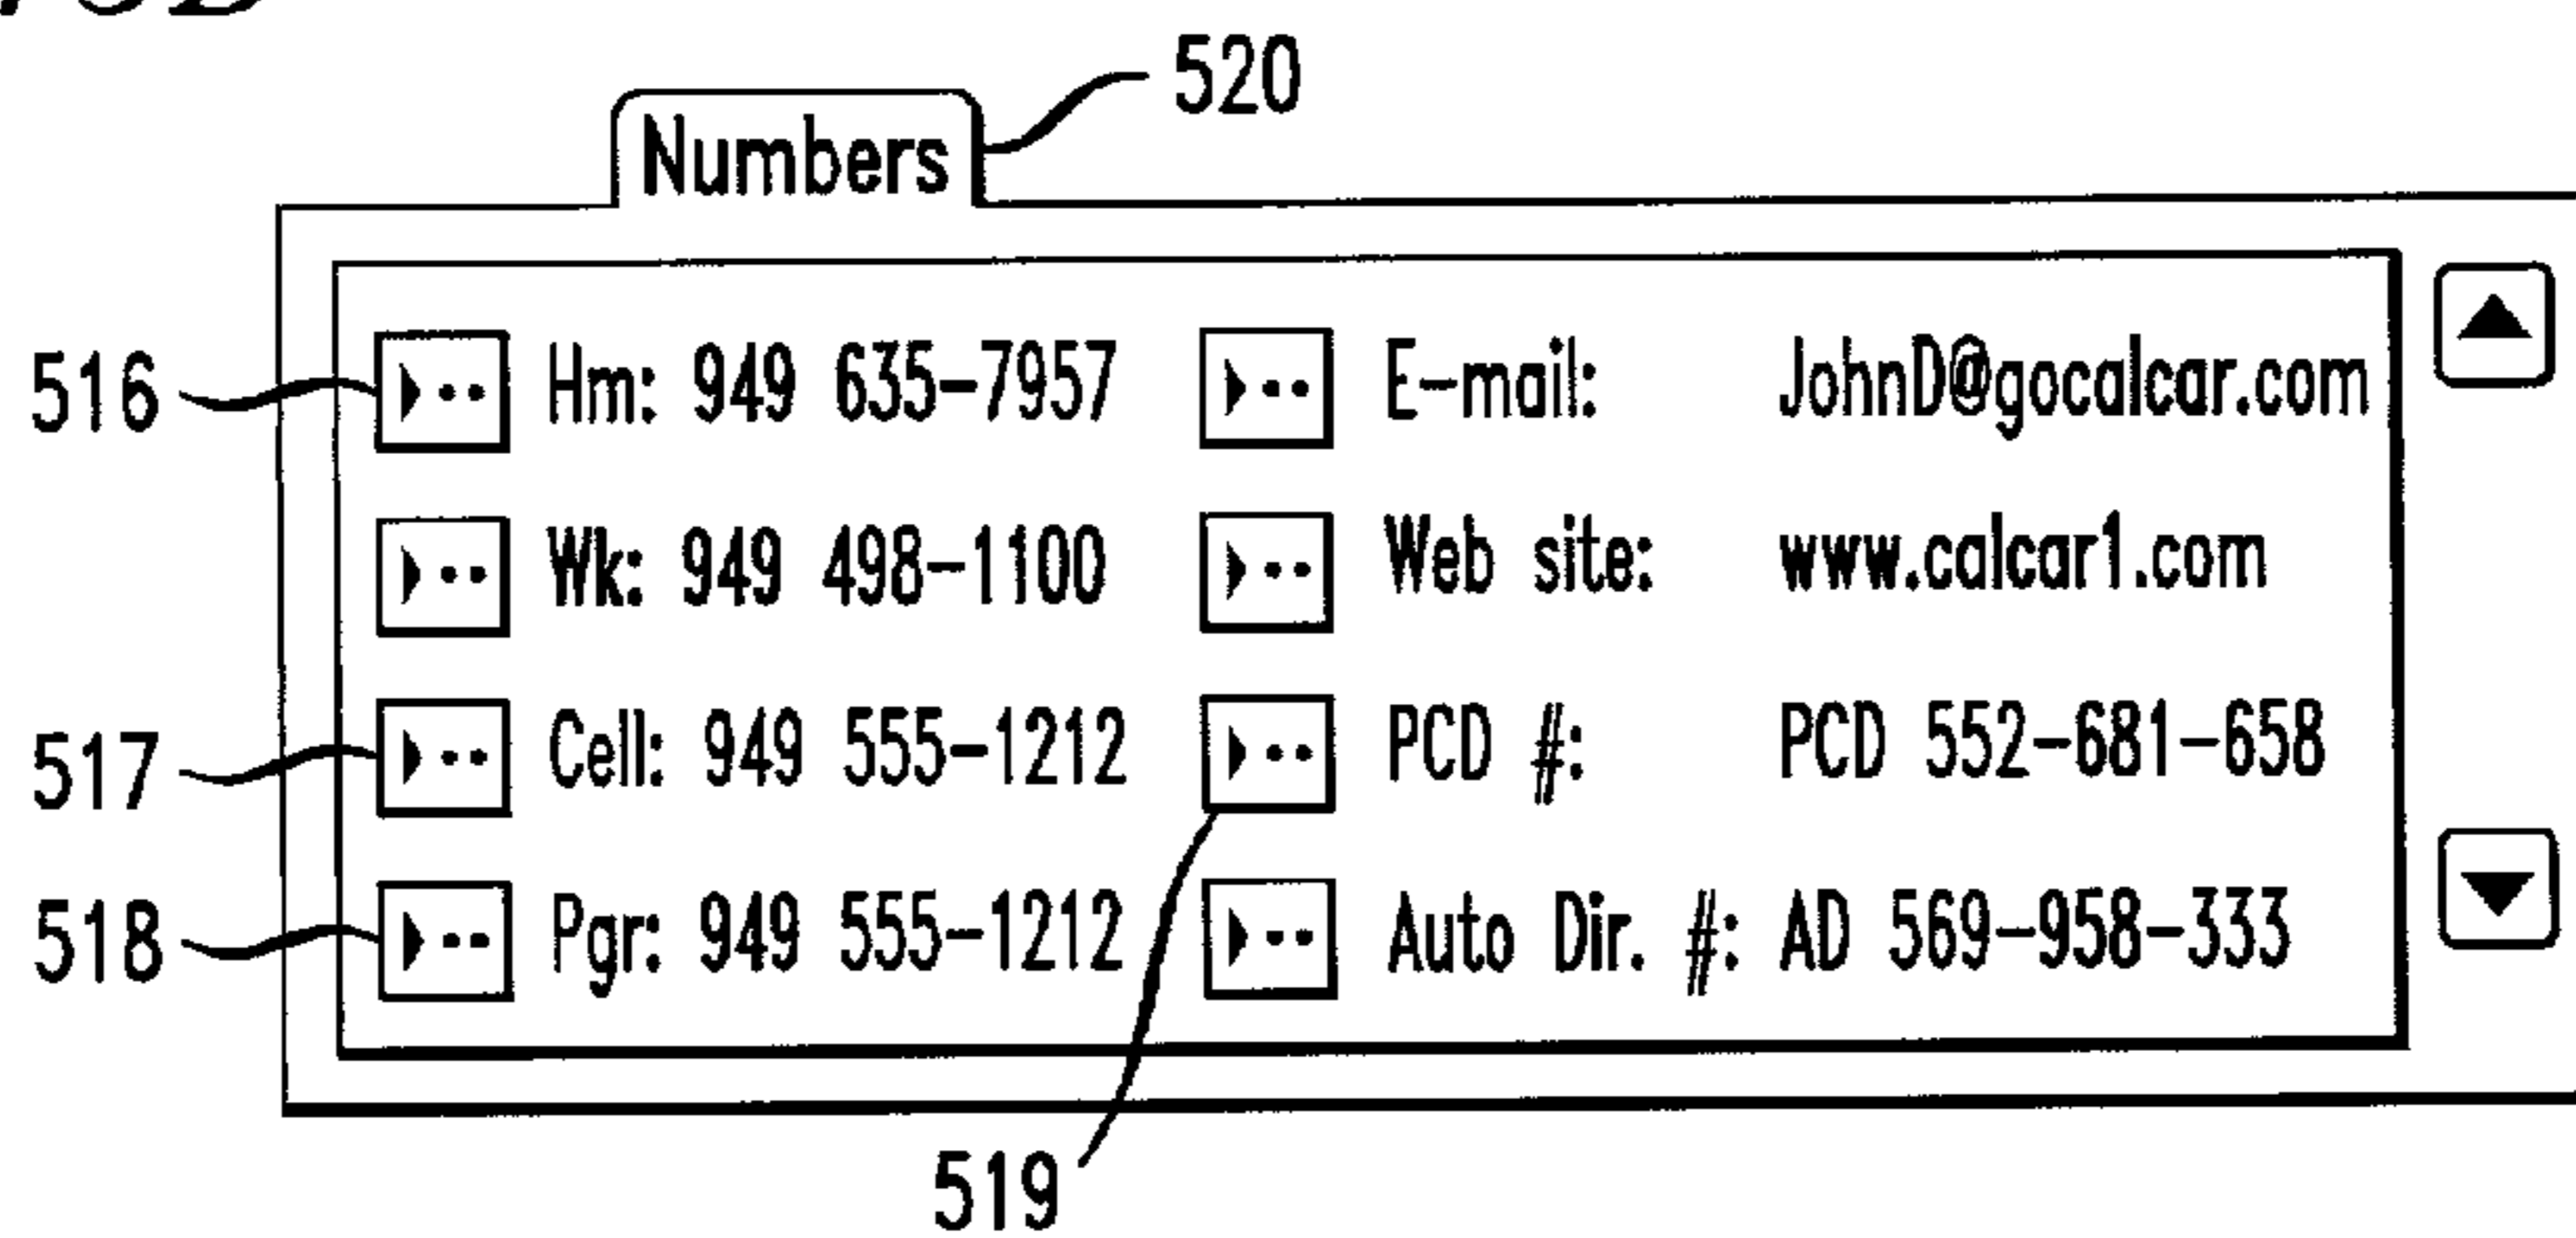 520
Numbers
516 Hm: 949 635-7957 E-mail: JohnD@gocalcar.com
Wk: 949 498-1100 Web site: www.calcar1.com
517 Cell: 949 555-1212 PCD #: PCD 552-681-658
518 Pgr: 949 555-1212 Auto Dir. #: AD 569-958-333
519